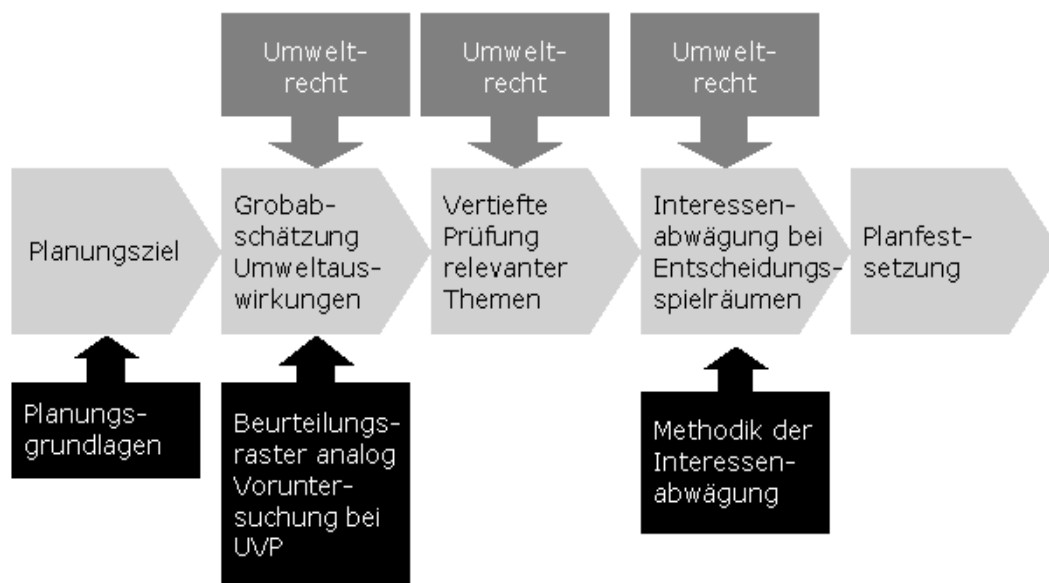 Umwelt-
recht
Umwelt-
recht
Umwelt-
recht
Planungsziel
Grobab-
schätzung
Umweltaus-
wirkungen
Vertiefte
Prüfung
relevanter
Themen
Interessen-
abwägung bei
Entscheidungs-
spielräumen
Planfest-
setzung
Planungs-
grundlagen
Beurteilungs-
raster analog
Vorunter-
suchung bei
UVP
Methodik der
Interessen-
abwägung